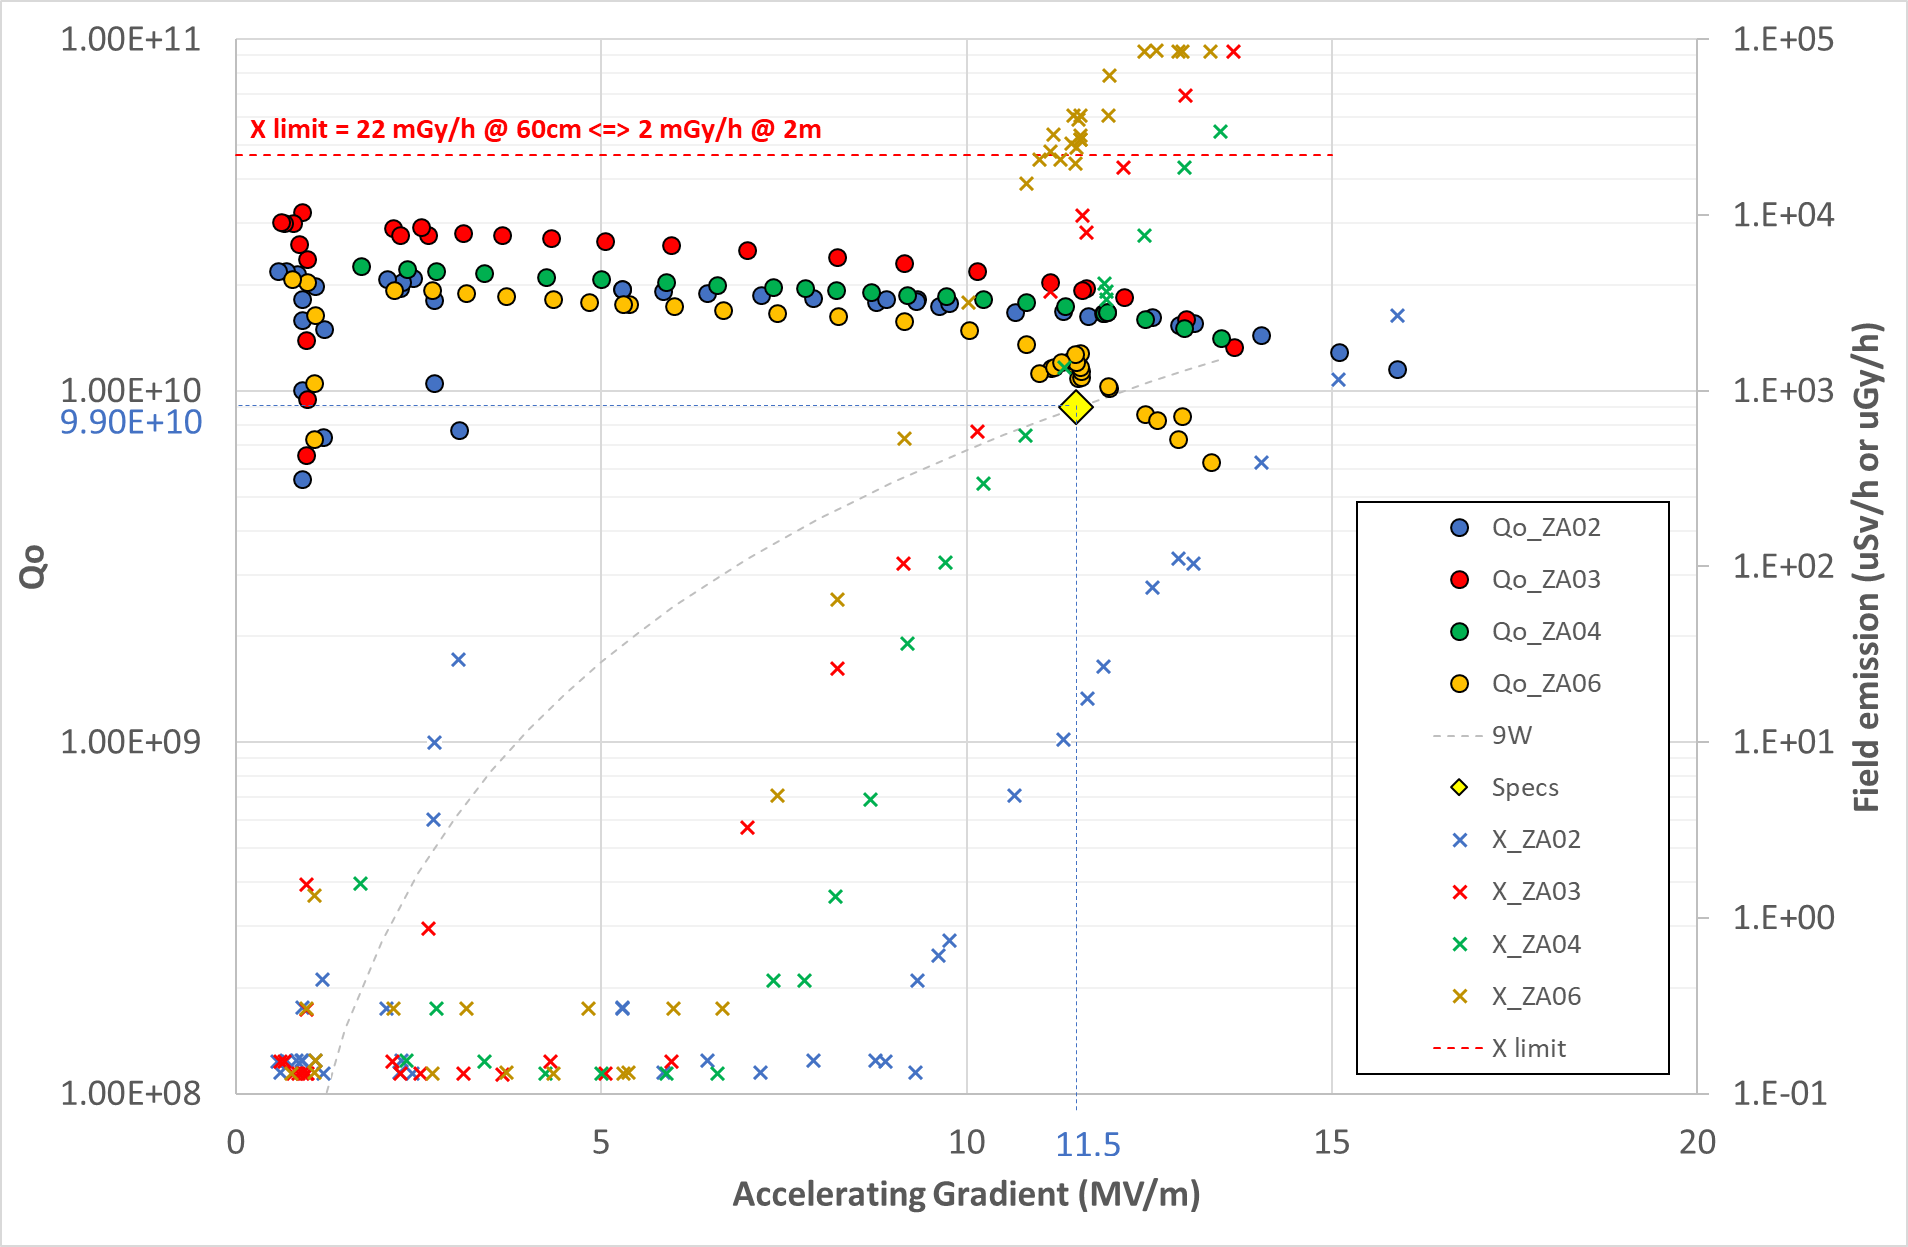 1.00E+11
1.00E+10
9.90E+10
1.00E+09
1.00E+08
Qo
X limit = 22 mGy/h @ 60cm <=> 2 mGy/h @ 2m
1.E+05
1.E+04
1.E+03
1.E+02
1.E+01
1.E+00
1.E-01
Field emission (uSv/h or uGy/h)
Qo_ZA02
Qo_ZA03
Qo_ZA04
Qo_ZA06
9W
Specs
X_ZA02
X_ZA03
X_ZA04
X_ZA06
X limit
0 5 10 11.5 15 20
Accelerating Gradient (MV/m)